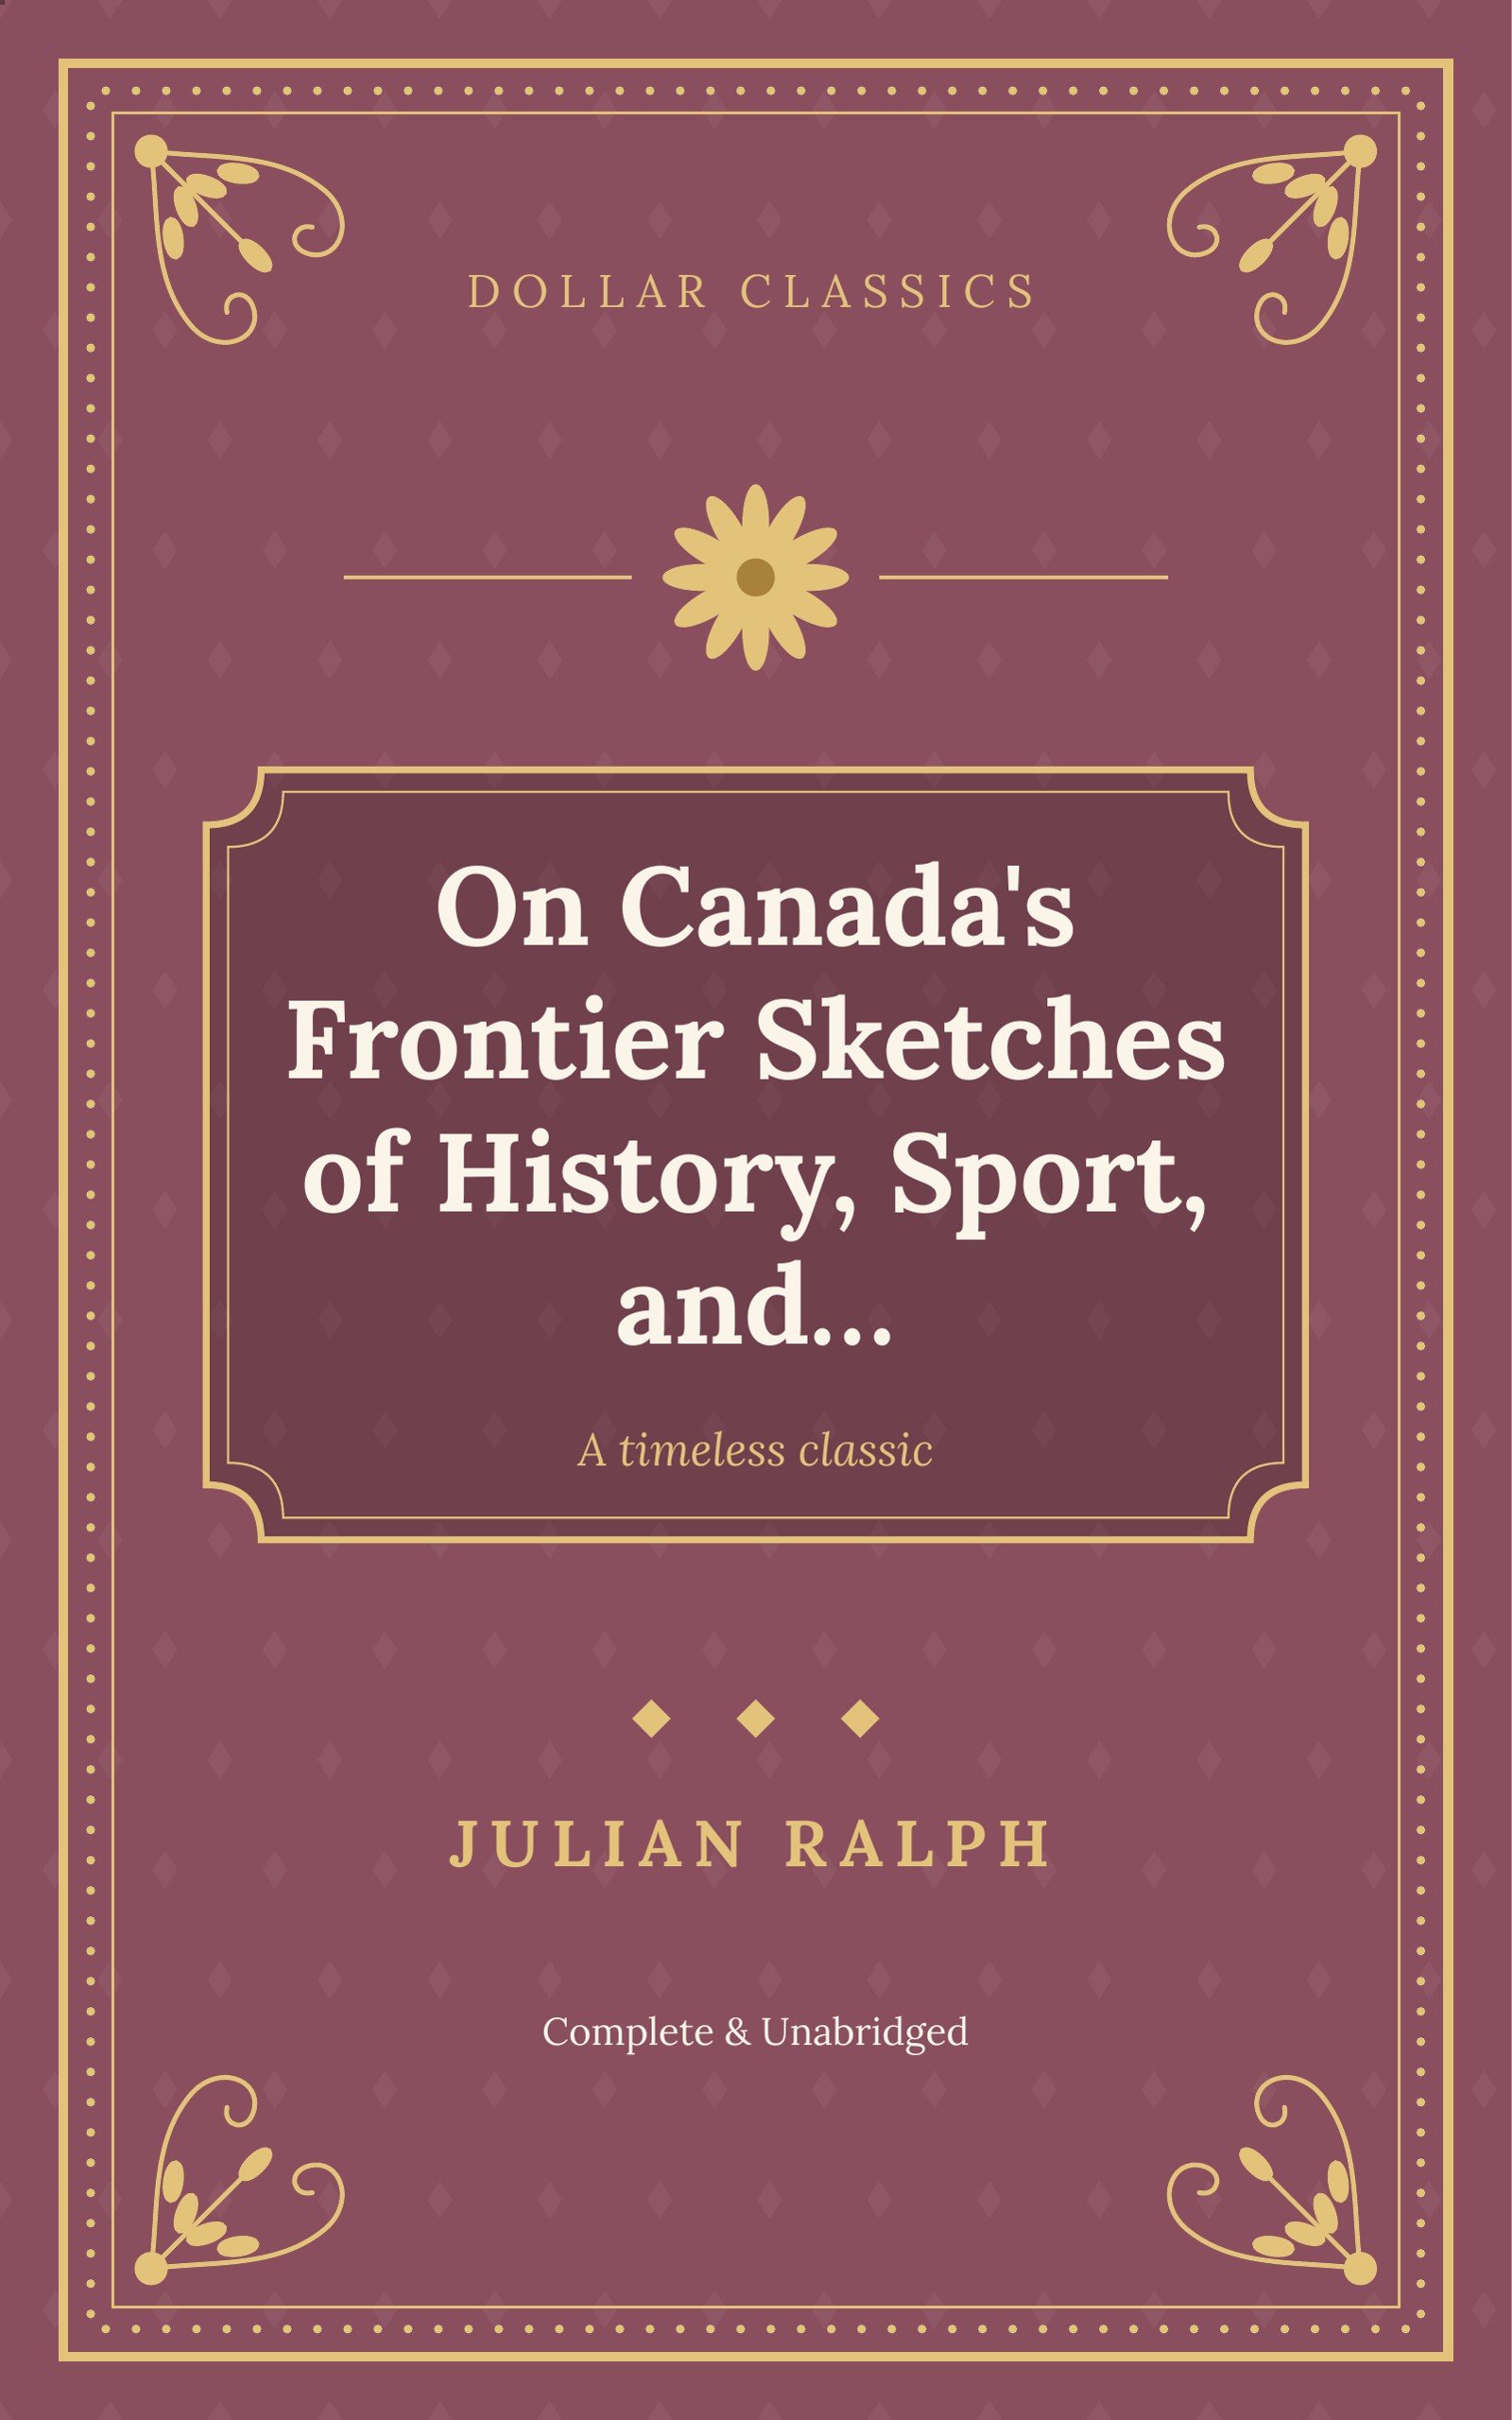 DOLLAR CLASSICS
On Canada's
Frontier Sketches
of History, Sport,
and...
A timeless classic
JULIAN RALPH
Complete & Unabridged